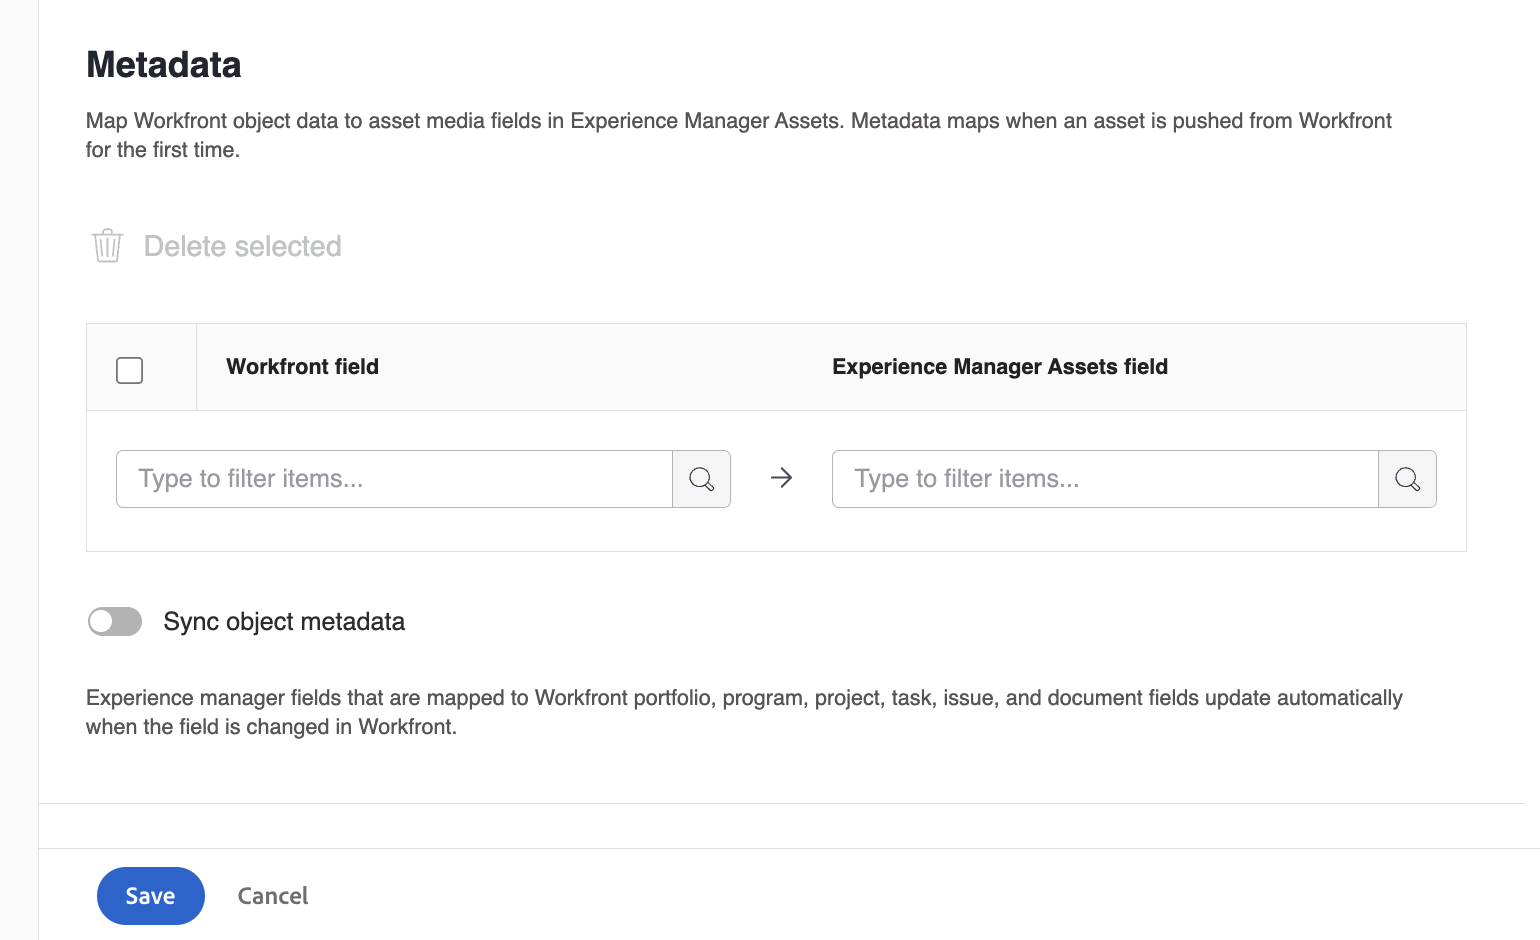 Metadata
Map Workfront object data to asset media fields in Experience Manager Assets. Metadata maps when an asset is pushed from Workfront
for the first time.
Delete selected
Workfront field
Experience Manager Assets field
Type to filter items...
Type to filter items...
Sync object metadata
Experience manager fields that are mapped to Workfront portfolio, program, project, task, issue, and document fields update automatically
when the field is changed in Workfront.
Save
Cancel